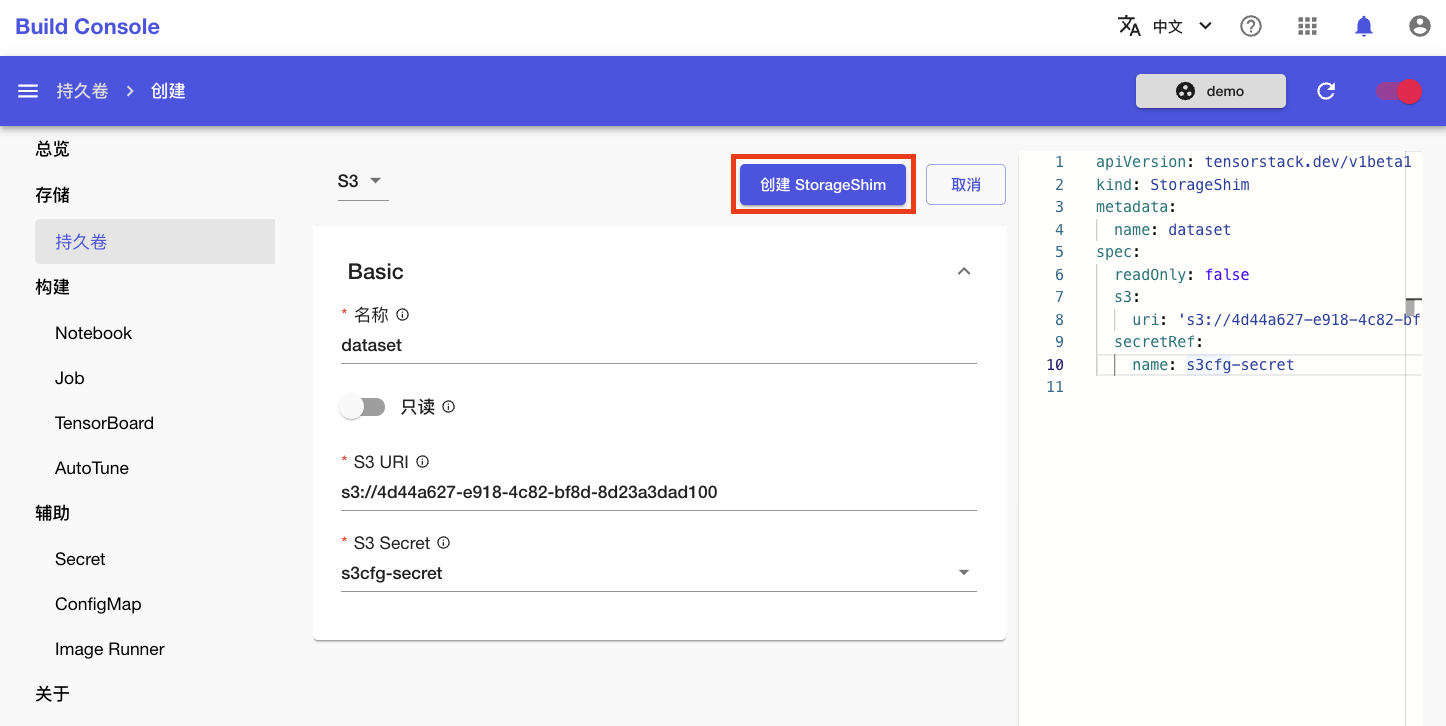 Build Console
中文
持久卷
创建
demo
总览
存储
持久卷
构建
Notebook
Job
TensorBoard
AutoTune
辅助
Secret
ConfigMap
Image Runner
关于
S3
创建 StorageShim
取消
Basic
* 名称
dataset
只读
* S3 URI
s3://4d44a627-e918-4c82-bf8d-8d23a3dad100
* S3 Secret
s3cfg-secret
1 apiVersion: tensorstack.dev/v1beta1
2 kind: StorageShim
3 metadata:
4 name: dataset
5 spec:
6 readOnly: false
7 s3:
8 uri: 's3://4d44a627-e918-4c82-bf
9 secretRef:
10 name: s3cfg-secret
11